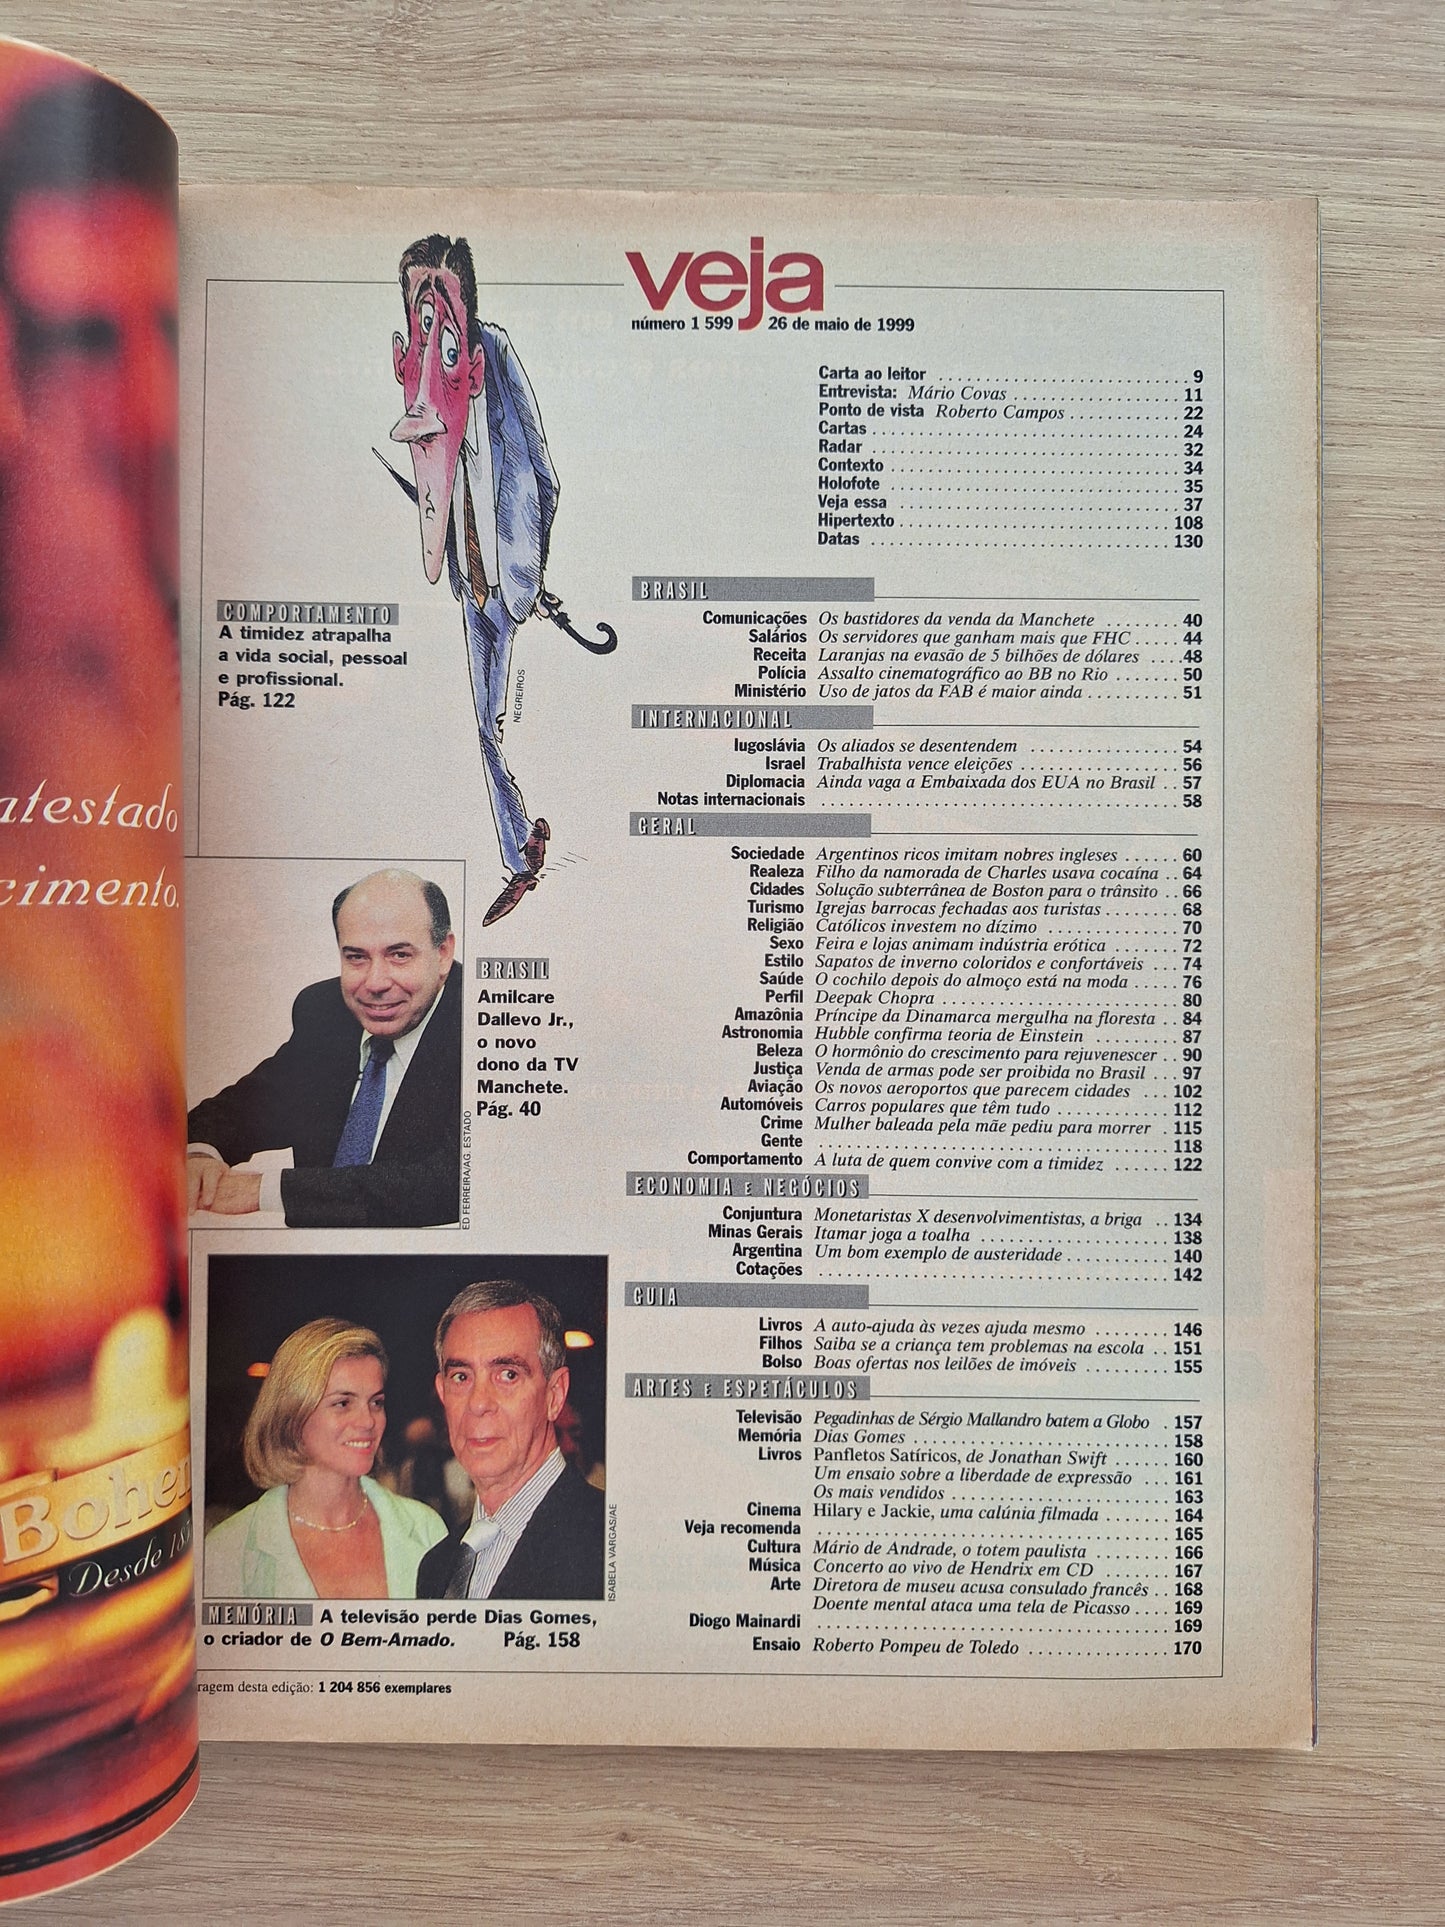 atestado
cimento.
Desde
veja
número 1 599
26 de maio de 1999
Carta ao leitor 9
Entrevista: Mário Covas 11
Ponto de vista Roberto Campos 22
Cartas 24
Radar 32
Contexto 34
Holofote 35
Veja essa 37
Hipertexto 108
Datas 130
COMPORTAMENTO
A timidez atrapalha
a vida social, pessoal
e profissional.
Pág. 122
NEGREIROS
BRASIL
Amilcare
Dallevo Jr.,
o novo
dono da TV
Manchete.
Pág. 40
ED FERREIRA/AG. ESTADO
ISABELA VARGAS/AE
MEMÓRIA A televisão perde Dias Gomes,
o criador de O Bem-Amado. Pág. 158
BRASIL
Comunicações Os bastidores da venda da Manchete 40
Salários Os servidores que ganham mais que FHC 44
Receita Laranjas na evasão de 5 bilhões de dólares 48
Polícia Assalto cinematográfico ao BB no Rio 50
Ministério Uso de jatos da FAB é maior ainda 51
INTERNACIONAL
Iugoslávia Os aliados se desentendem 54
Israel Trabalhista vence eleições 56
Diplomacia Ainda vaga a Embaixada dos EUA no Brasil 57
Notas internacionais 58
GERAL
Sociedade Argentinos ricos imitam nobres ingleses 60
Realeza Filho da namorada de Charles usava cocaína 64
Cidades Solução subterrânea de Boston para o trânsito 66
Turismo Igrejas barrocas fechadas aos turistas 68
Religião Católicos investem no dízimo 70
Sexo Feira e lojas animam indústria erótica 72
Estilo Sapatos de inverno coloridos e confortáveis 74
Saúde O cochilo depois do almoço está na moda 76
Perfil Deepak Chopra 80
Amazônia Príncipe da Dinamarca mergulha na floresta 84
Astronomia Hubble confirma teoria de Einstein 87
Beleza O hormônio do crescimento para rejuvenescer 90
Justiça Venda de armas pode ser proibida no Brasil 97
Aviação Os novos aeroportos que parecem cidades 102
Automóveis Carros populares que têm tudo 112
Crime Mulher baleada pela mãe pediu para morrer 115
Gente 118
Comportamento A luta de quem convive com a timidez 122
ECONOMIA E NEGÓCIOS
Conjuntura Monetaristas X desenvolvimentistas, a briga 134
Minas Gerais Itamar joga a toalha 138
Argentina Um bom exemplo de austeridade 140
Cotações 142
GUIA
Livros A auto-ajuda às vezes ajuda mesmo 146
Filhos Saiba se a criança tem problemas na escola 151
Bolso Boas ofertas nos leilões de imóveis 155
ARTES E ESPETÁCULOS
Televisão Pegadinhas de Sérgio Mallandro batem a Globo 157
Memória Dias Gomes 158
Livros Panfletos Satíricos, de Jonathan Swift 160
Um ensaio sobre a liberdade de expressão 161
Os mais vendidos 163
Cinema Hilary e Jackie, uma calúnia filmada 164
Veja recomenda 165
Cultura Mário de Andrade, o totem paulista 166
Música Concerto ao vivo de Hendrix em CD 167
Arte Diretora de museu acusa consulado francês 168
Doente mental ataca uma tela de Picasso 169
Diogo Mainardi 169
Ensaio Roberto Pompeu de Toledo 170
ragem desta edição: 1 204 856 exemplares